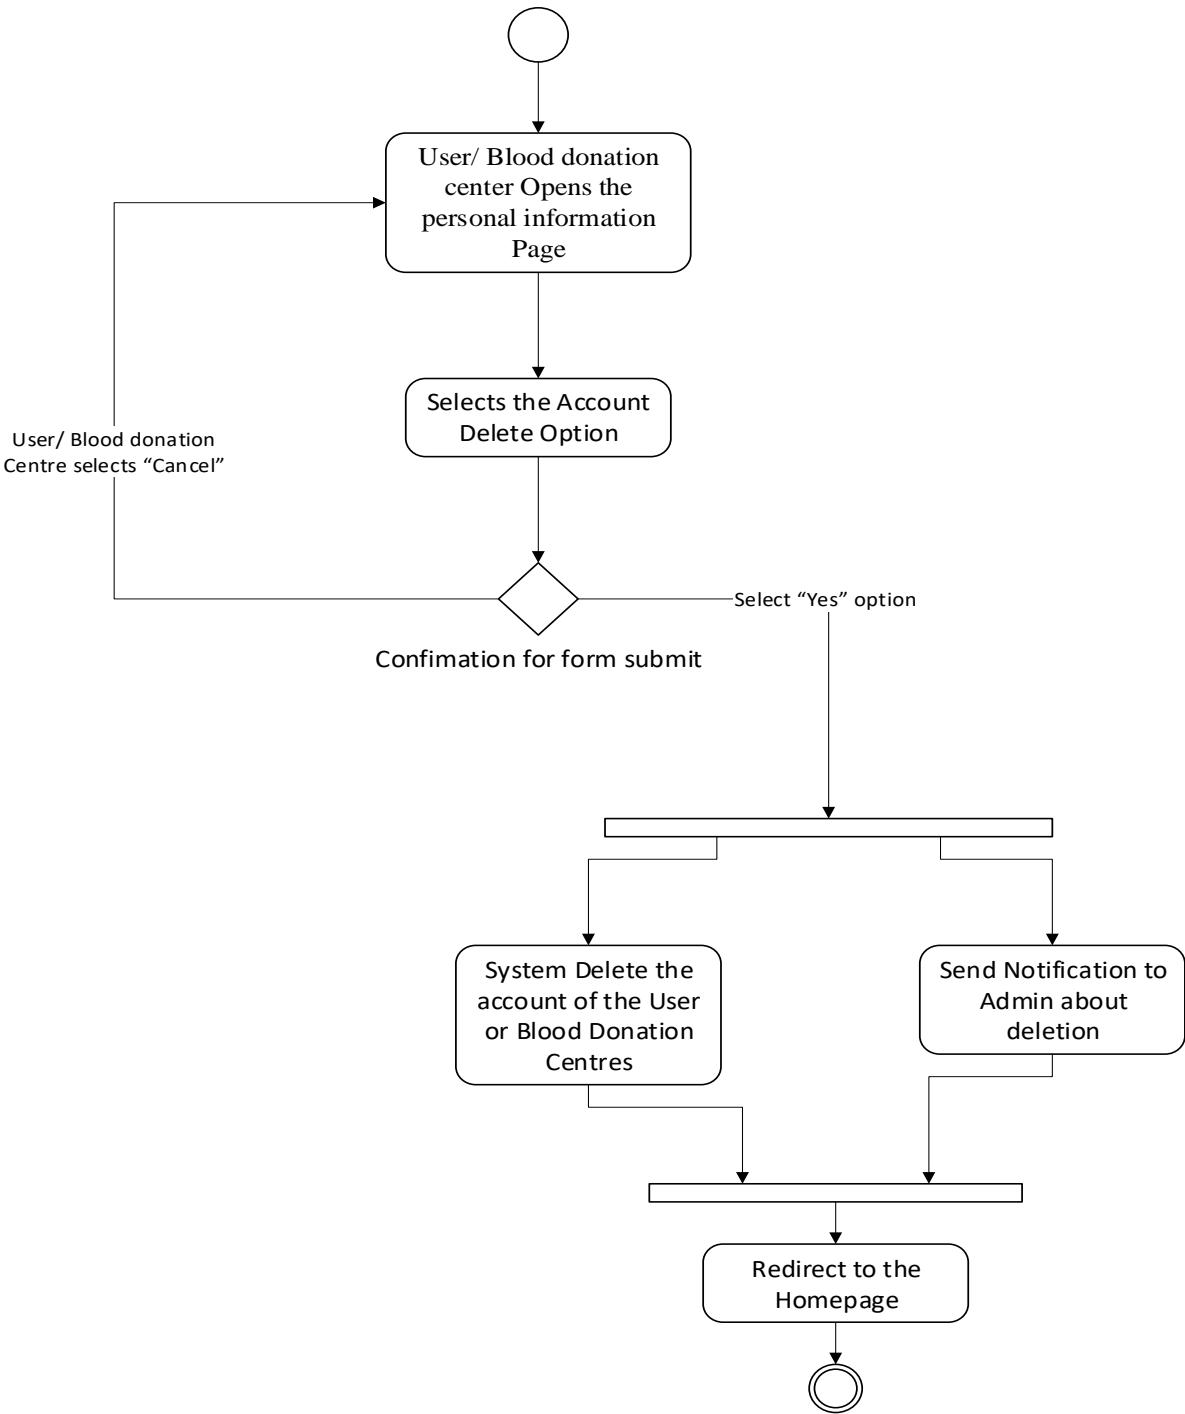 User/ Blood donation
center Opens the
personal information
Page
Selects the Account
Delete Option
User/ Blood donation
Centre selects “Cancel”
Select “Yes” option
Confimation for form submit
System Delete the
account of the User
or Blood Donation
Centres
Send Notification to
Admin about
deletion
Redirect to the
Homepage